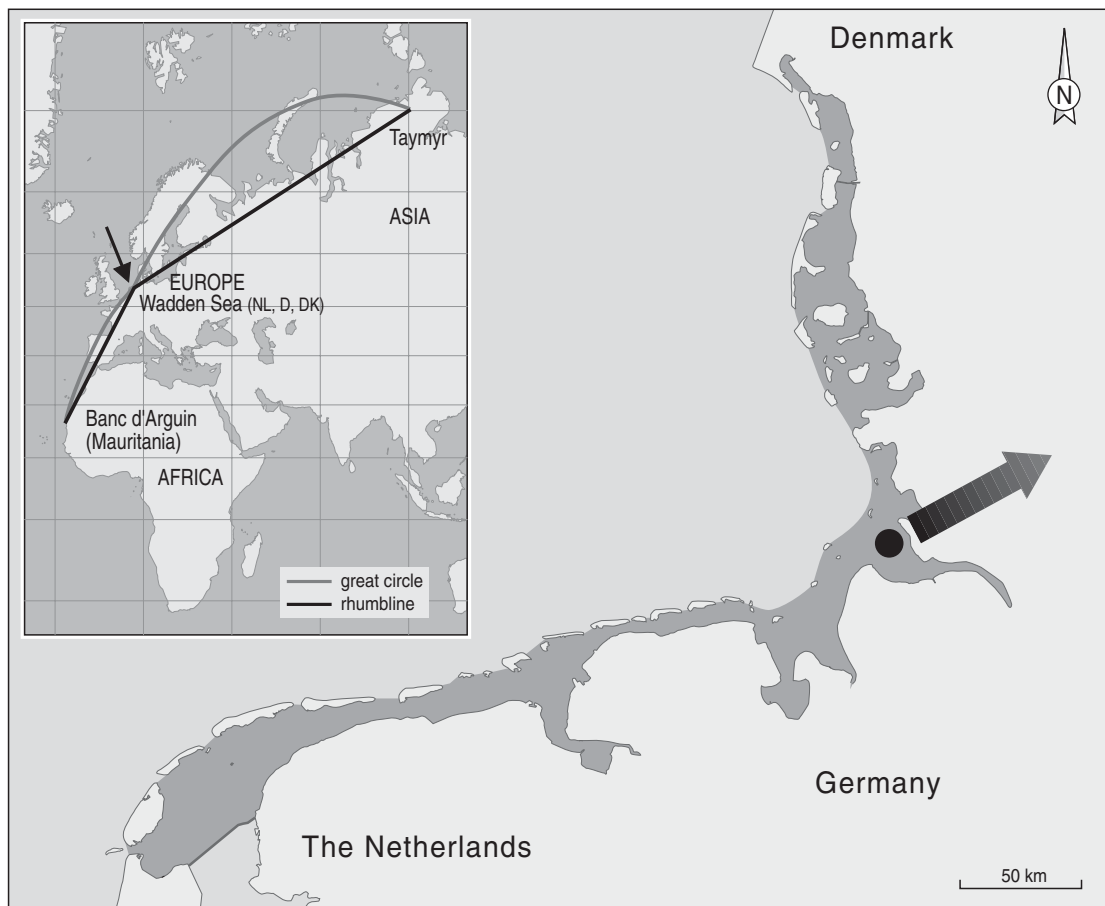 Denmark
N
Taymyr
ASIA
EUROPE
Wadden Sea (NL, D, DK)
Banc d'Arguin
(Mauritania)
AFRICA
great circle
rhumbline
Germany
The Netherlands
50 km